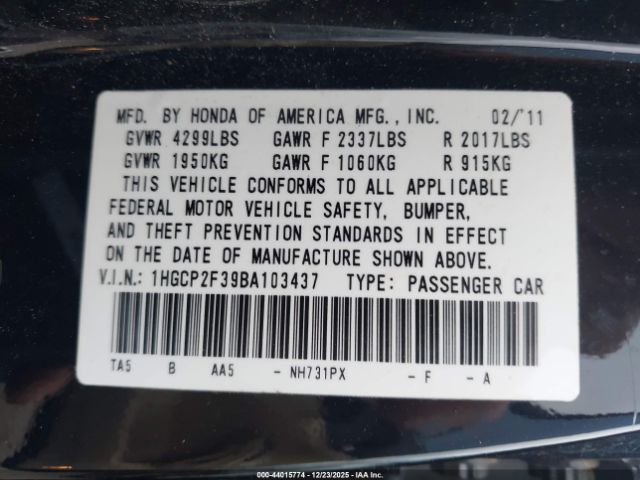 MFD. BY HONDA OF AMERICA MFG., INC. 02/'11
GVWR 4299LBS GAWR F 2337LBS R 2017LBS
GVWR 1950KG GAWR F 1060KG R 915KG
THIS VEHICLE CONFORMS TO ALL APPLICABLE
FEDERAL MOTOR VEHICLE SAFETY, BUMPER,
AND THEFT PREVENTION STANDARDS IN EFFECT
ON THE DATE OF MANUFACTURE SHOWN ABOVE.
V.I.N.: 1HGCP2F39BA103437 TYPE: PASSENGER CAR
TA5 B AA5 - NH731PX - F - A
000-44015774 - 12/23/2025 - IAA Inc.